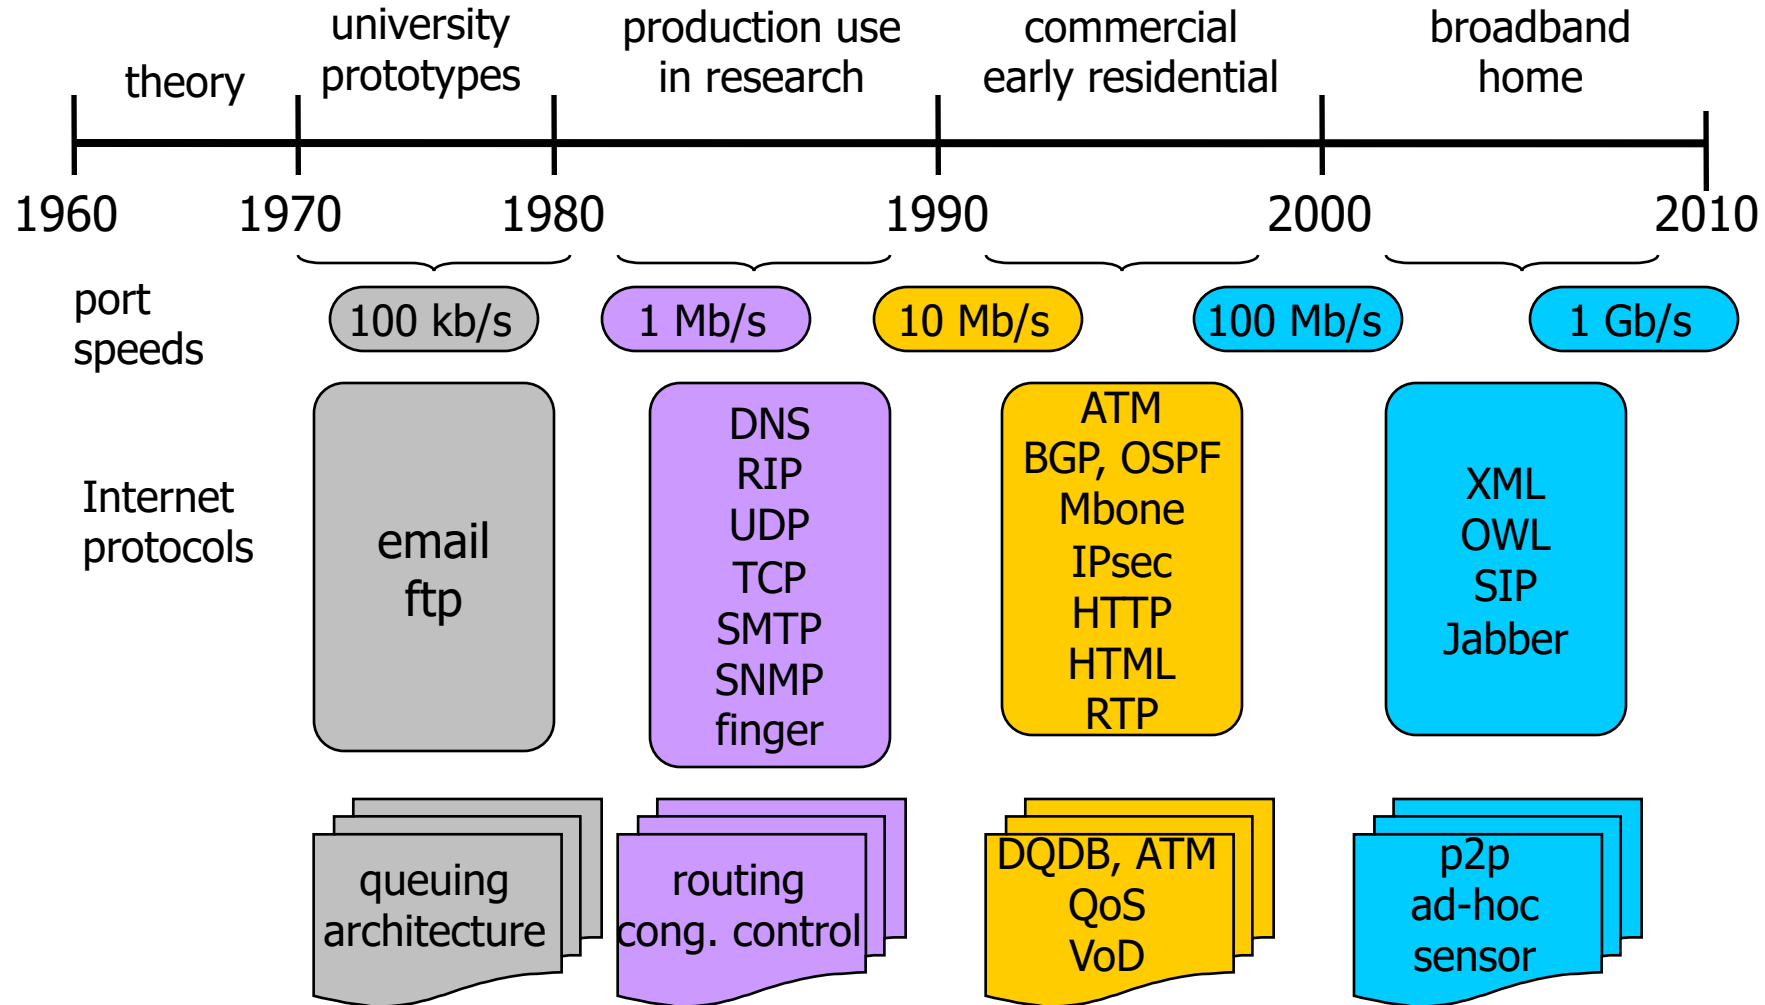 theory
university
prototypes
production use
in research
commercial
early residential
broadband
home
1960
1970
1980
1990
2000
2010
port
speeds
100 kb/s
1 Mb/s
10 Mb/s
100 Mb/s
1 Gb/s
Internet
protocols
email
ftp
DNS
RIP
UDP
TCP
SMTP
SNMP
finger
ATM
BGP, OSPF
Mbone
IPsec
HTTP
HTML
RTP
XML
OWL
SIP
Jabber
queuing
architecture
routing
cong. control
DQDB, ATM
QoS
VoD
p2p
ad-hoc
sensor